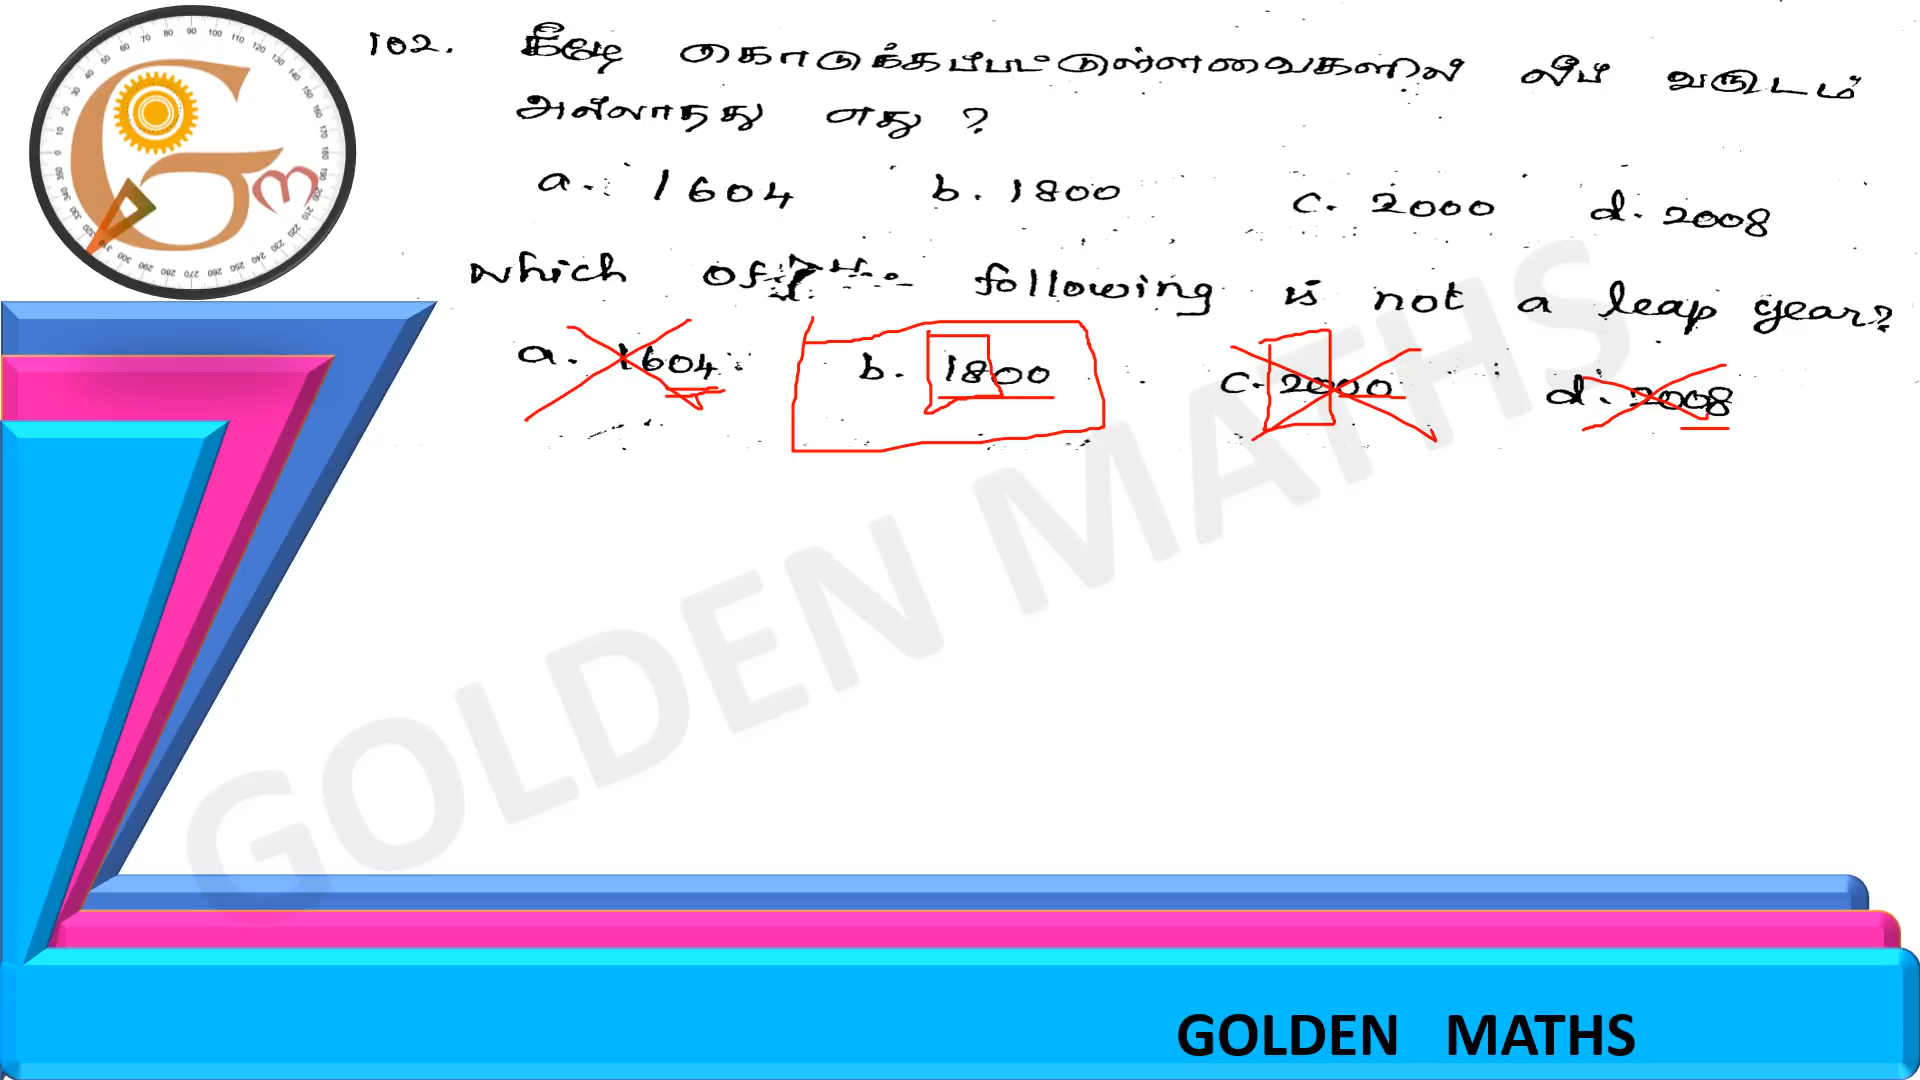 102. கீழே கொடுக்கப்பட்டுள்ளவைகளில் லீப் வருடம்
அல்லாதது எது ?
a. 1604 b. 1800 c. 2000 d. 2008
Which of following is not a leap year?
a. 1604 b. 1800 c. 2000 d. 2008
GOLDEN MATHS
GOLDEN MATHS